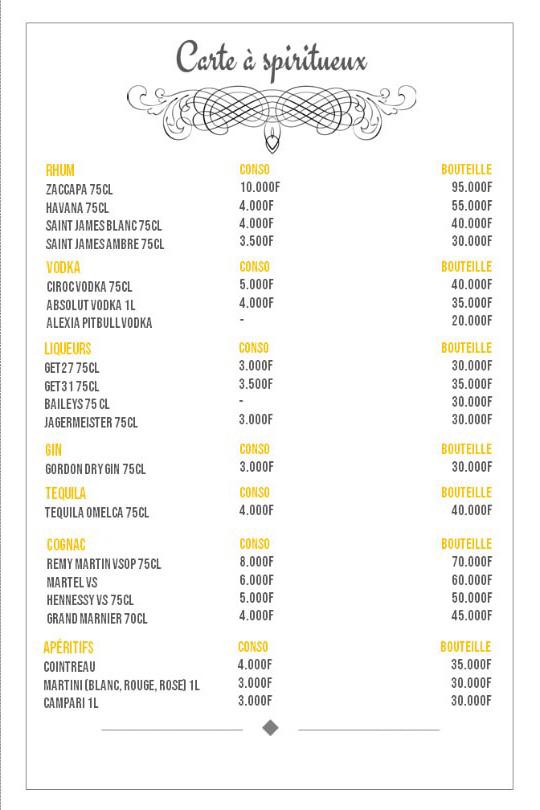 Carte à spiritueux
RHUM CONSO BOUTEILLE
ZACCAPA 75CL 10.000F 95.000F
HAVANA 75CL 4.000F 55.000F
SAINT JAMES BLANC 75CL 4.000F 40.000F
SAINT JAMES AMBRE 75CL 3.500F 30.000F
VODKA CONSO BOUTEILLE
CIROC VODKA 75CL 5.000F 40.000F
ABSOLUT VODKA 1L 4.000F 35.000F
ALEXIA PITBULL VODKA - 20.000F
LIQUEURS CONSO BOUTEILLE
GET27 75CL 3.000F 30.000F
GET31 75CL 3.500F 35.000F
BAILEYS 75 CL - 30.000F
JAGERMEISTER 75CL 3.000F 30.000F
GIN CONSO BOUTEILLE
GORDON DRY GIN 75CL 3.000F 30.000F
TEQUILA CONSO BOUTEILLE
TEQUILA OMELCA 75CL 4.000F 40.000F
COGNAC CONSO BOUTEILLE
REMY MARTIN VSOP 75CL 8.000F 70.000F
MARTEL VS 6.000F 60.000F
HENNESSY VS 75CL 5.000F 50.000F
GRAND MARNIER 70CL 4.000F 45.000F
APÉRITIFS CONSO BOUTEILLE
COINTREAU 4.000F 35.000F
MARTINI (BLANC, ROUGE, ROSE) 1L 3.000F 30.000F
CAMPARI 1L 3.000F 30.000F